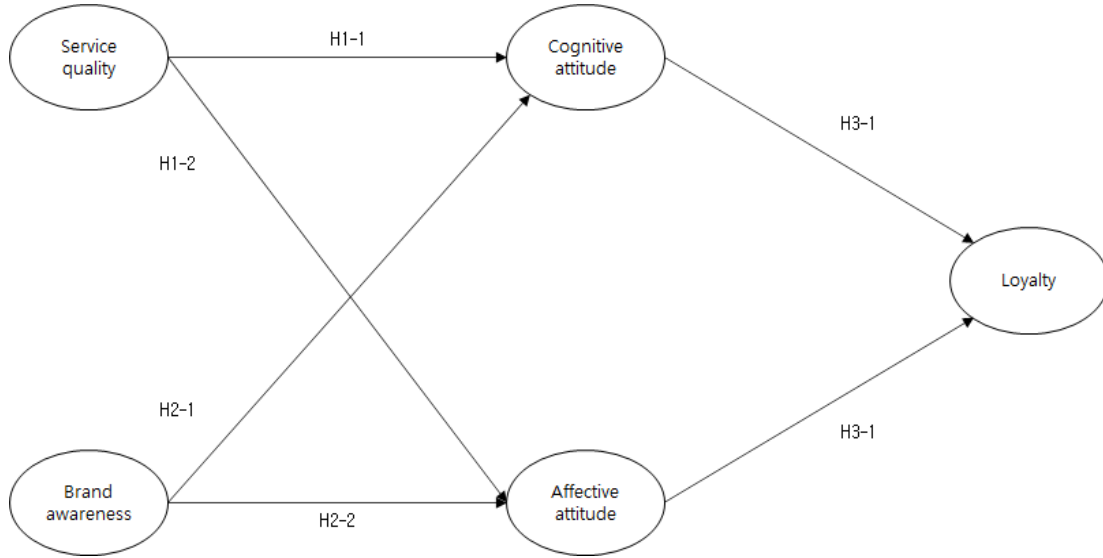 Service
quality
H1-1
Cognitive
attitude
H1-2
H3-1
Loyalty
H2-1
H3-1
Brand
awareness
H2-2
Affective
attitude